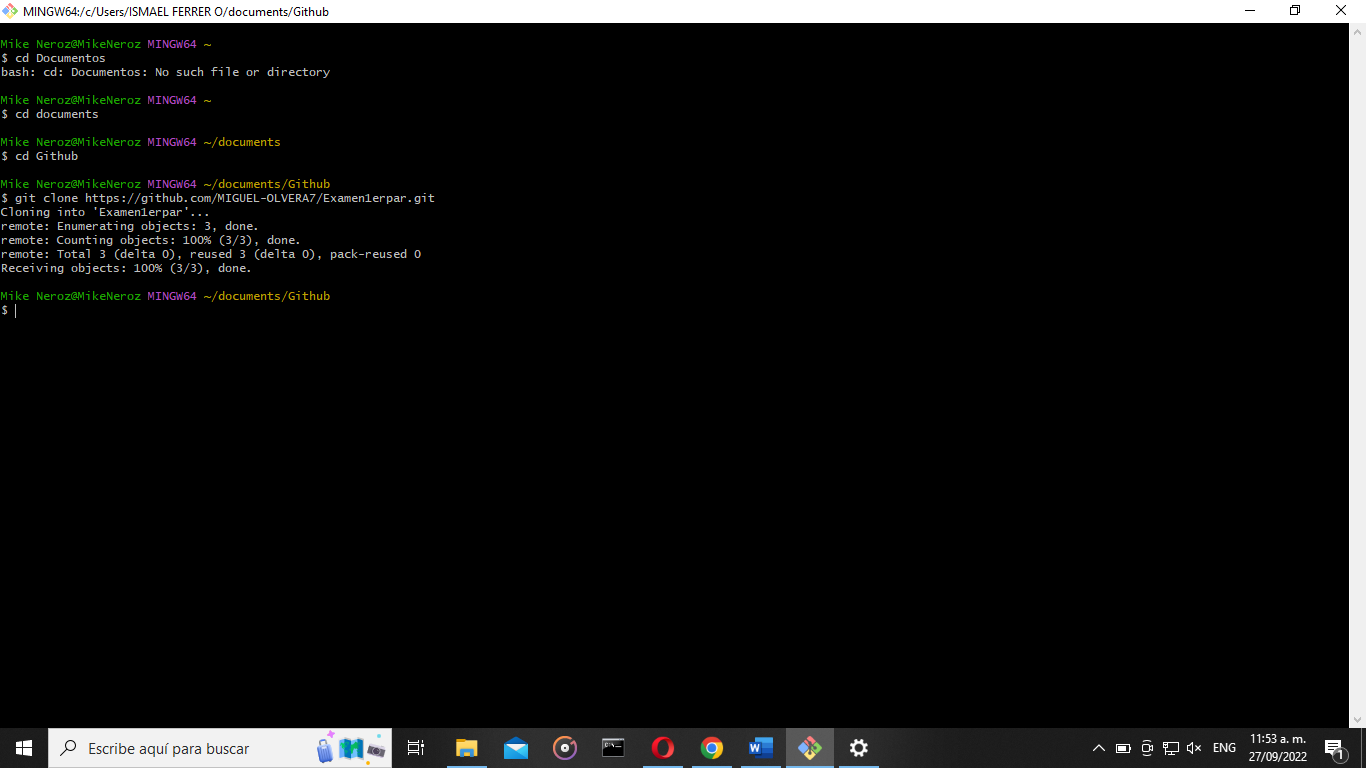 MINGW64:/c/Users/ISMAEL FERRER O/documents/Github
Mike Neroz@MikeNeroz MINGW64 ~
$ cd Documentos
bash: cd: Documentos: No such file or directory
Mike Neroz@MikeNeroz MINGW64 ~
$ cd documents
Mike Neroz@MikeNeroz MINGW64 ~/documents
$ cd Github
Mike Neroz@MikeNeroz MINGW64 ~/documents/Github
$ git clone https://github.com/MIGUEL-OLVERA7/Examen1erpar.git
Cloning into 'Examen1erpar'...
remote: Enumerating objects: 3, done.
remote: Counting objects: 100% (3/3), done.
remote: Total 3 (delta 0), reused 3 (delta 0), pack-reused 0
Receiving objects: 100% (3/3), done.
Mike Neroz@MikeNeroz MINGW64 ~/documents/Github
$
Escribe aquí para buscar
ENG
11:53 a. m.
27/09/2022
1